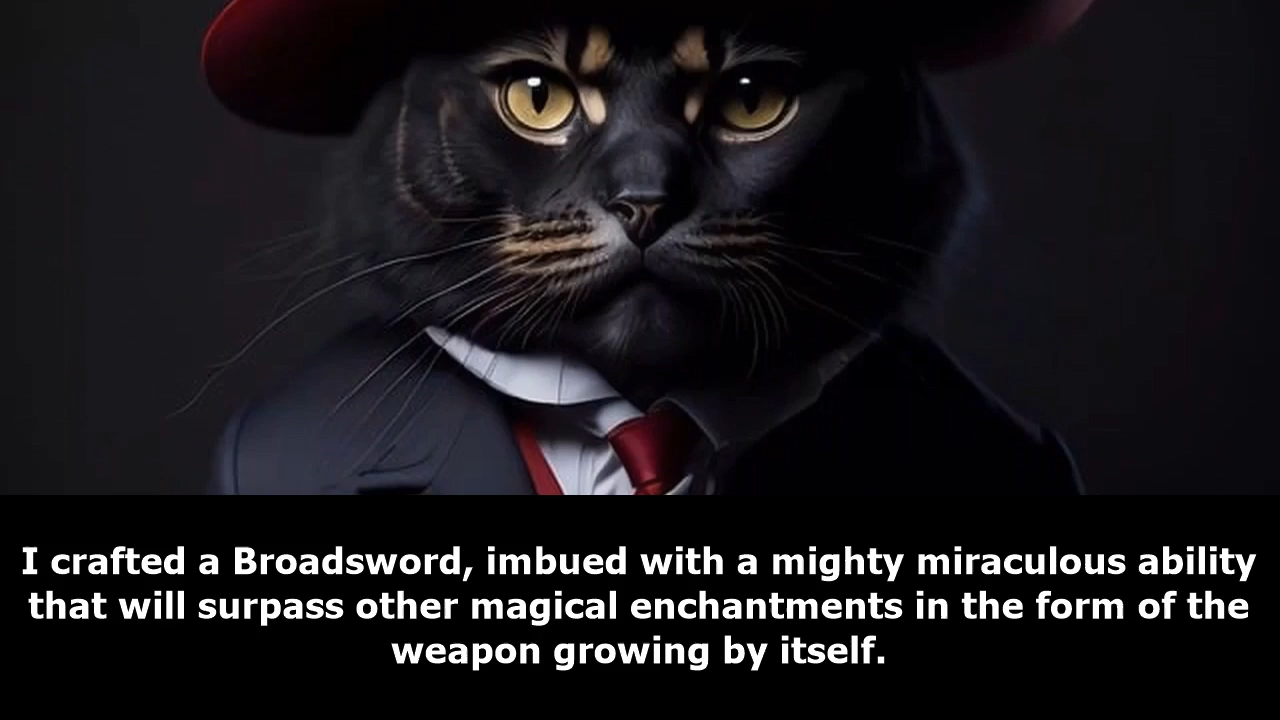 I crafted a Broadsword, imbued with a mighty miraculous ability
that will surpass other magical enchantments in the form of the
weapon growing by itself.